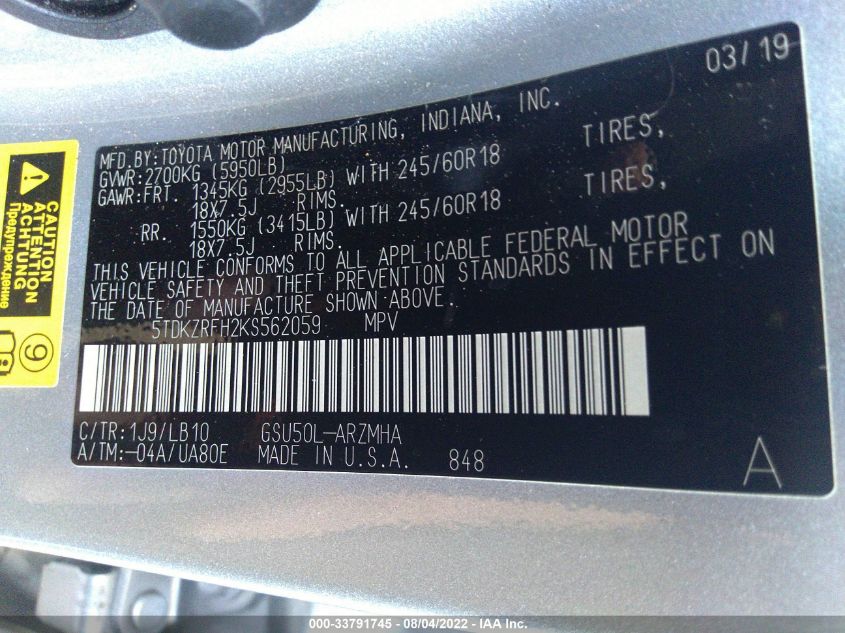 03/19
MFD.BY:TOYOTA MOTOR MANUFACTURING, INDIANA, INC.
GVWR:2700KG (5950LB)
GAWR:FRT. 1345KG (2955LB) WITH 245/60R18 TIRES,
18X7.5J RIMS.
RR. 1550KG (3415LB) WITH 245/60R18 TIRES,
18X7.5J RIMS.
THIS VEHICLE CONFORMS TO ALL APPLICABLE FEDERAL MOTOR
VEHICLE SAFETY AND THEFT PREVENTION STANDARDS IN EFFECT ON
THE DATE OF MANUFACTURE SHOWN ABOVE.
5TDKZRFH2KS562059 MPV
C/TR:1J9/LB10 GSU50L-ARZMHA
A/TM:-04A/UA80E MADE IN U.S.A. 848
A
CAUTION
ATTENTION
ACHTUNG
Предупреждение
9
000-33791745 - 08/04/2022 - IAA Inc.